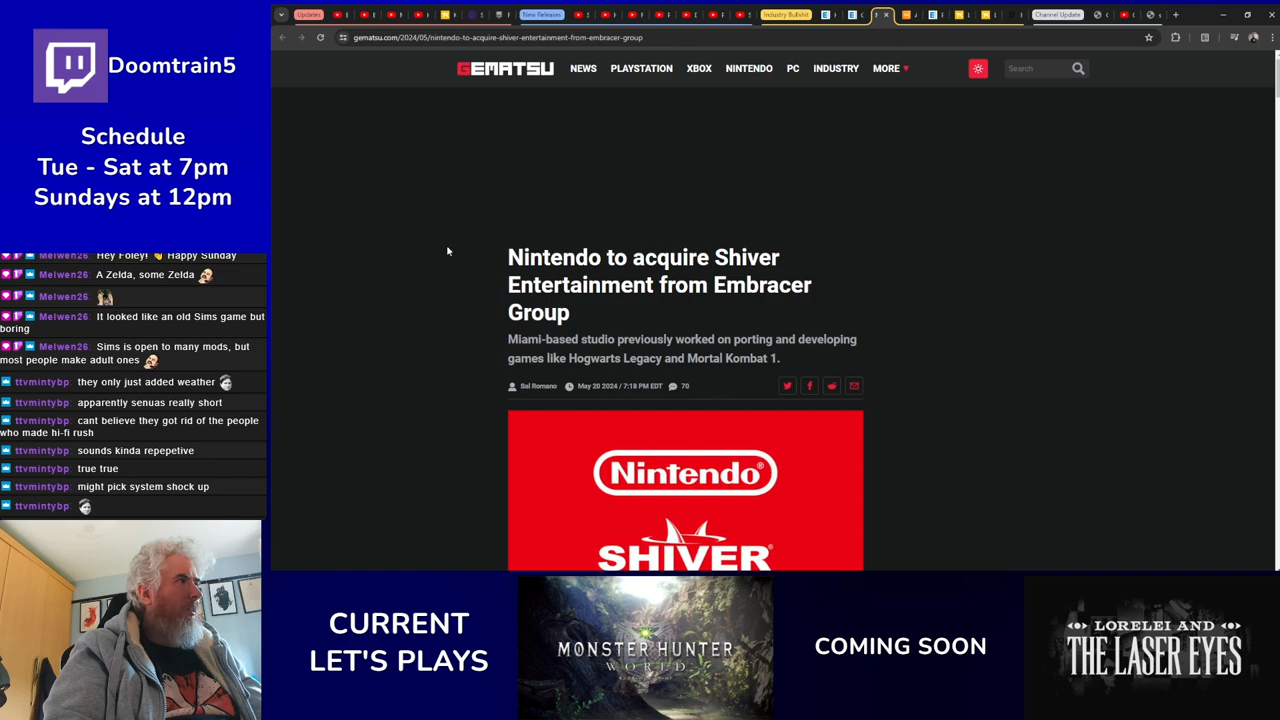 Doomtrain5
Schedule
Tue - Sat at 7pm
Sundays at 12pm
Melwen26 Hey Foley! 👋 Happy Sunday
Melwen26 A Zelda, some Zelda
Melwen26
Melwen26 It looked like an old Sims game but
boring
Melwen26 Sims is open to many mods, but
most people make adult ones
ttvmintybp: they only just added weather
ttvmintybp: apparently senuas really short
ttvmintybp: cant believe they got rid of the people
who made hi-fi rush
ttvmintybp: sounds kinda repepetive
ttvmintybp: true true
ttvmintybp: might pick system shock up
ttvmintybp:
Updates
New Releases
Industry Bullshit
Channel Update
gematsu.com/2024/05/nintendo-to-acquire-shiver-entertainment-from-embracer-group
GEMATSU
NEWS PLAYSTATION XBOX NINTENDO PC INDUSTRY MORE
Search
Nintendo to acquire Shiver
Entertainment from Embracer
Group
Miami-based studio previously worked on porting and developing
games like Hogwarts Legacy and Mortal Kombat 1.
Sal Romano May 20 2024 / 7:18 PM EDT 70
Nintendo®
SHIVER
CURRENT
LET'S PLAYS
MONSTER HUNTER
WORLD
COMING SOON
LORELEI AND
THE LASER EYES